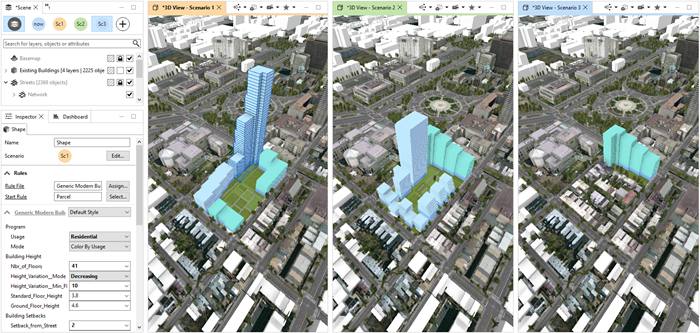 *Scene
now
Sc1
Sc2
Sc3
Search for layers, objects or attributes
Basemap
Existing Buildings [4 layers | 2225 obje
Streets [2360 objects]
Network
Inspector
Dashboard
Shape
Name
Shape
Scenario
Sc1
Edit...
Rules
Rule File
Generic Modern Bu
Assign...
Start Rule
Parcel
Select...
Generic Modern Buil
Default Style
Program
Usage
Residential
Mode
Color By Usage
Building Height
Nbr_of_Floors
41
Height_Variation_Mode
Decreasing
Height_Variation_Min_Fl
10
Standard_Floor_Height
3.8
Ground_Floor_Height
4.6
Building Setbacks
Setback_from_Street
2
*3D View - Scenario 1
*3D View - Scenario 2
*3D View - Scenario 3